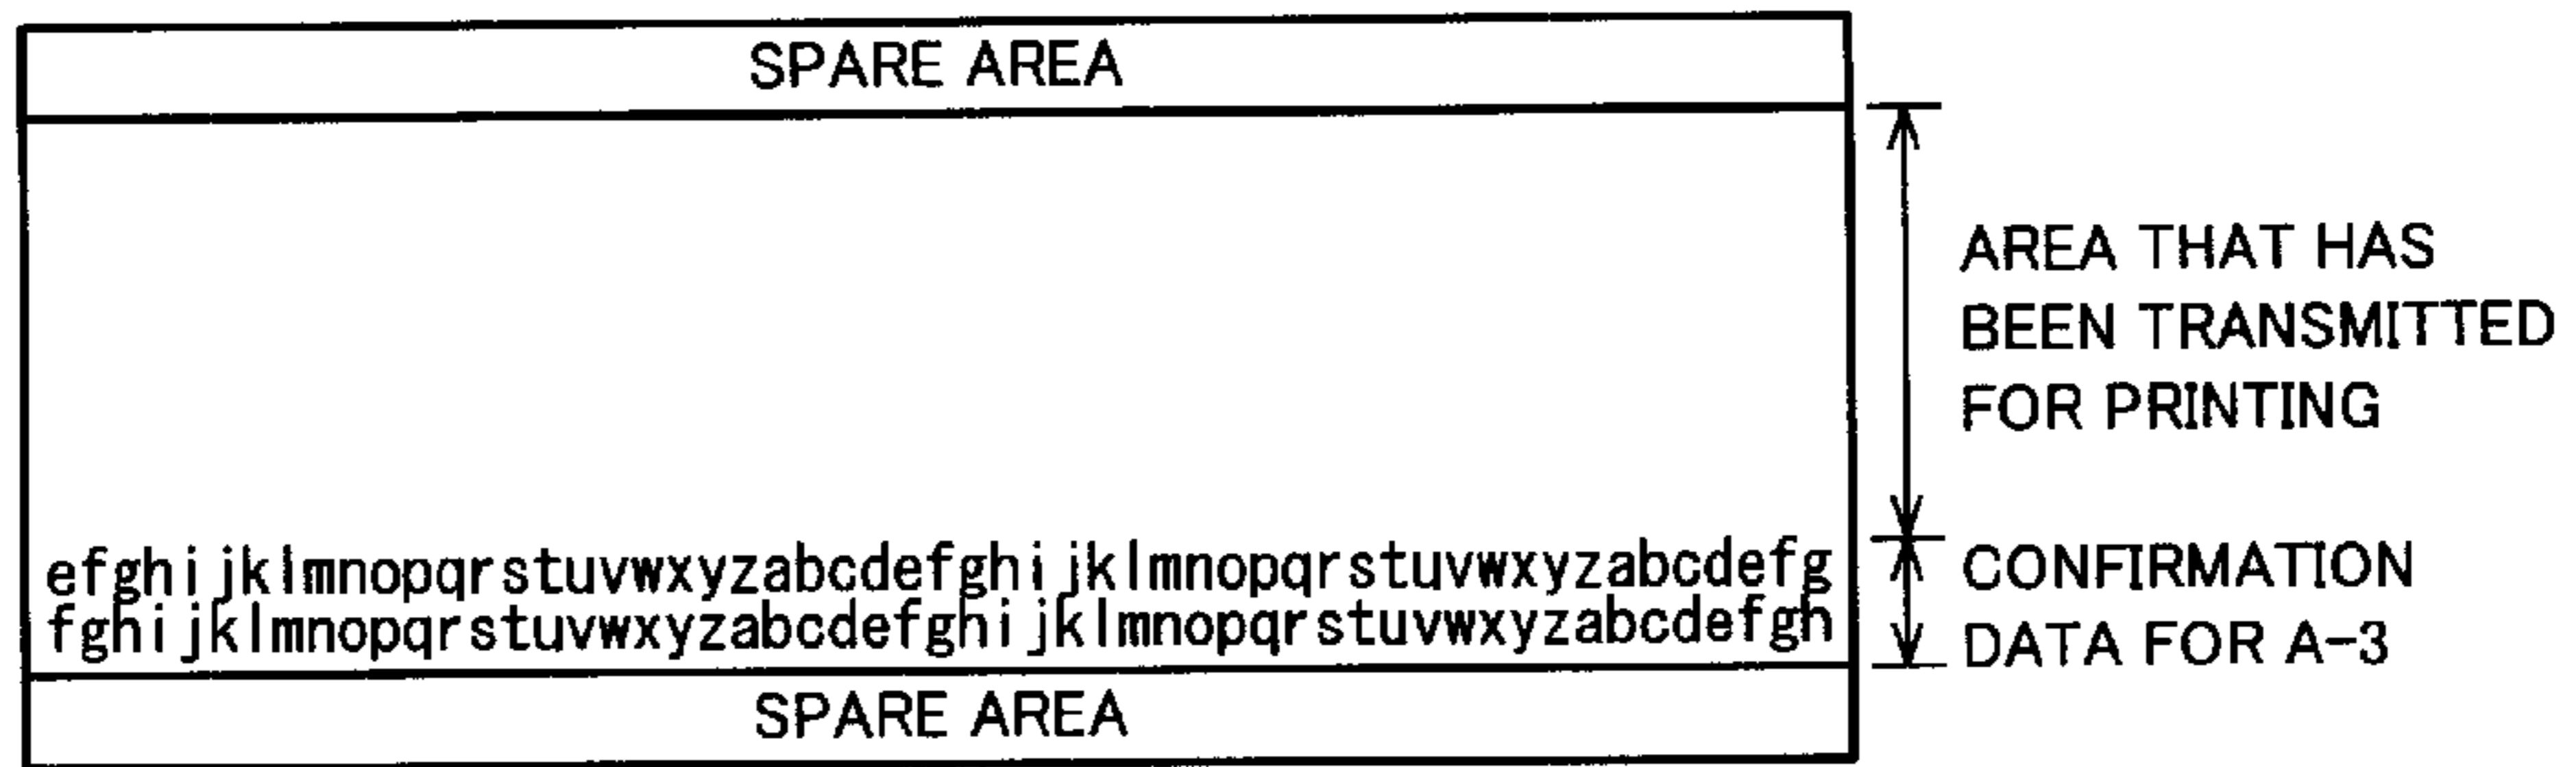 SPARE AREA
AREA THAT HAS
BEEN TRANSMITTED
FOR PRINTING
efghijklmnopqrstuvwxyzabcdefghijklmnopqrstuvwxyzabcdefg
fghijklmnopqrstuvwxyzabcdefghijklmnopqrstuvwxyzabcdefgh
CONFIRMATION
DATA FOR A-3
SPARE AREA